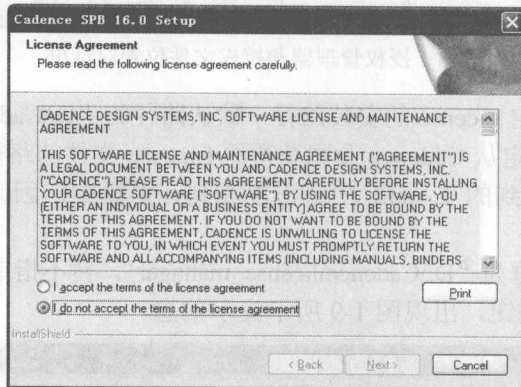 Cadence SPB 16.0 Setup
License Agreement
Please read the following license agreement carefully.
CADENCE DESIGN SYSTEMS, INC. SOFTWARE LICENSE AND MAINTENANCE
AGREEMENT
THIS SOFTWARE LICENSE AND MAINTENANCE AGREEMENT ("AGREEMENT") IS
A LEGAL DOCUMENT BETWEEN YOU AND CADENCE DESIGN SYSTEMS, INC.
("CADENCE"). PLEASE READ THIS AGREEMENT CAREFULLY BEFORE INSTALLING
YOUR CADENCE SOFTWARE ("SOFTWARE"). BY USING THE SOFTWARE, YOU
(EITHER AN INDIVIDUAL OR A BUSINESS ENTITY) AGREE TO BE BOUND BY THE
TERMS OF THIS AGREEMENT. IF YOU DO NOT WANT TO BE BOUND BY THE
TERMS OF THIS AGREEMENT, CADENCE IS UNWILLING TO LICENSE THE
SOFTWARE TO YOU, IN WHICH EVENT YOU MUST PROMPTLY RETURN THE
SOFTWARE AND ALL ACCOMPANYING ITEMS (INCLUDING MANUALS, BINDERS
I accept the terms of the license agreement
Print
I do not accept the terms of the license agreement
InstallShield
< Back
Next >
Cancel